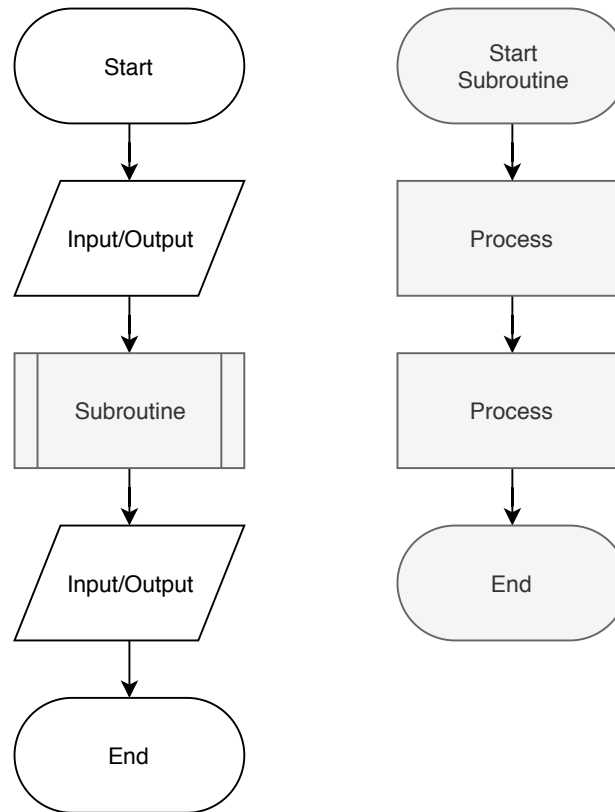 Start
Input/Output
Subroutine
Input/Output
End
Start
Subroutine
Process
Process
End